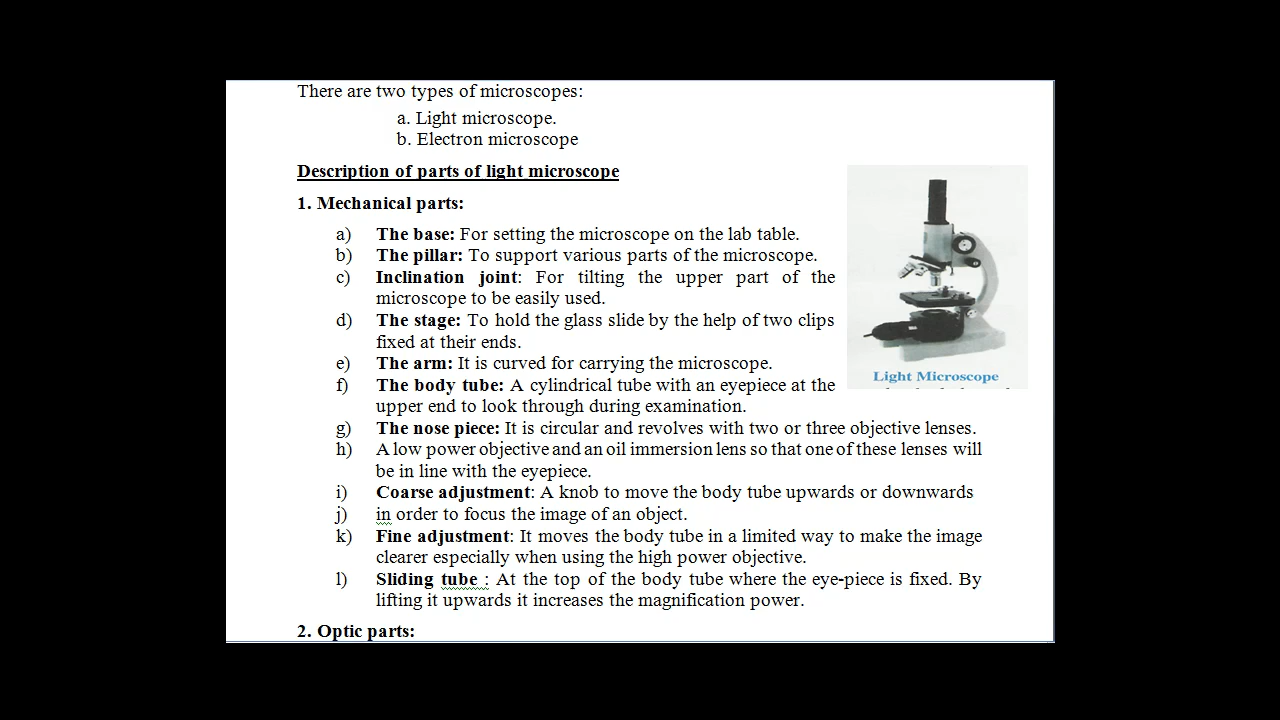 There are two types of microscopes:
a. Light microscope.
b. Electron microscope
Description of parts of light microscope
1. Mechanical parts:
a) The base: For setting the microscope on the lab table.
b) The pillar: To support various parts of the microscope.
c) Inclination joint: For tilting the upper part of the
microscope to be easily used.
d) The stage: To hold the glass slide by the help of two clips
fixed at their ends.
e) The arm: It is curved for carrying the microscope.
f) The body tube: A cylindrical tube with an eyepiece at the
upper end to look through during examination.
Light Microscope
g) The nose piece: It is circular and revolves with two or three objective lenses.
h) A low power objective and an oil immersion lens so that one of these lenses will
be in line with the eyepiece.
i) Coarse adjustment: A knob to move the body tube upwards or downwards
j) in order to focus the image of an object.
k) Fine adjustment: It moves the body tube in a limited way to make the image
clearer especially when using the high power objective.
l) Sliding tube : At the top of the body tube where the eye-piece is fixed. By
lifting it upwards it increases the magnification power.
2. Optic parts: